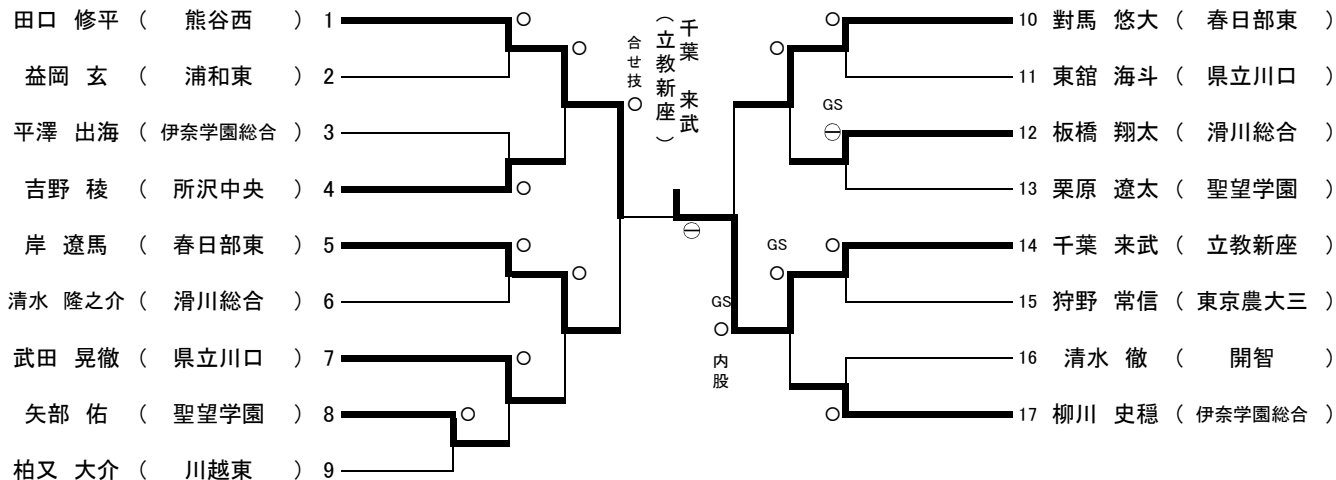 田口 修平 ( 熊谷西 ) 1
益岡 玄 ( 浦和東 ) 2
平澤 出海 ( 伊奈学園総合 ) 3
吉野 稜 ( 所沢中央 ) 4
岸 遼馬 ( 春日部東 ) 5
清水 隆之介 ( 滑川総合 ) 6
武田 晃徹 ( 県立川口 ) 7
矢部 佑 ( 聖望学園 ) 8
柏又 大介 ( 川越東 ) 9
合せ技
千葉 来武
(立教新座)
GS
GS
GS
内股
10 對馬 悠大 ( 春日部東 )
11 東舘 海斗 ( 県立川口 )
12 板橋 翔太 ( 滑川総合 )
13 栗原 遼太 ( 聖望学園 )
14 千葉 来武 ( 立教新座 )
15 狩野 常信 ( 東京農大三 )
16 清水 徹 ( 開智 )
17 柳川 史穏 ( 伊奈学園総合 )